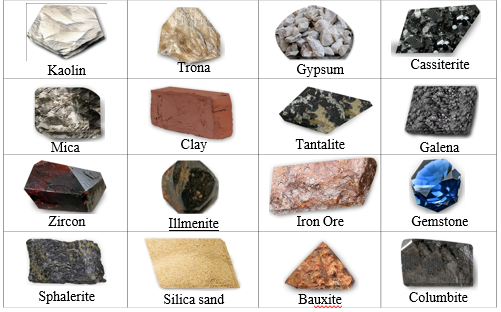 Kaolin
Trona
Gypsum
Cassiterite
Mica
Clay
Tantalite
Galena
Zircon
Illmenite
Iron Ore
Gemstone
Sphalerite
Silica sand
Bauxite
Columbite